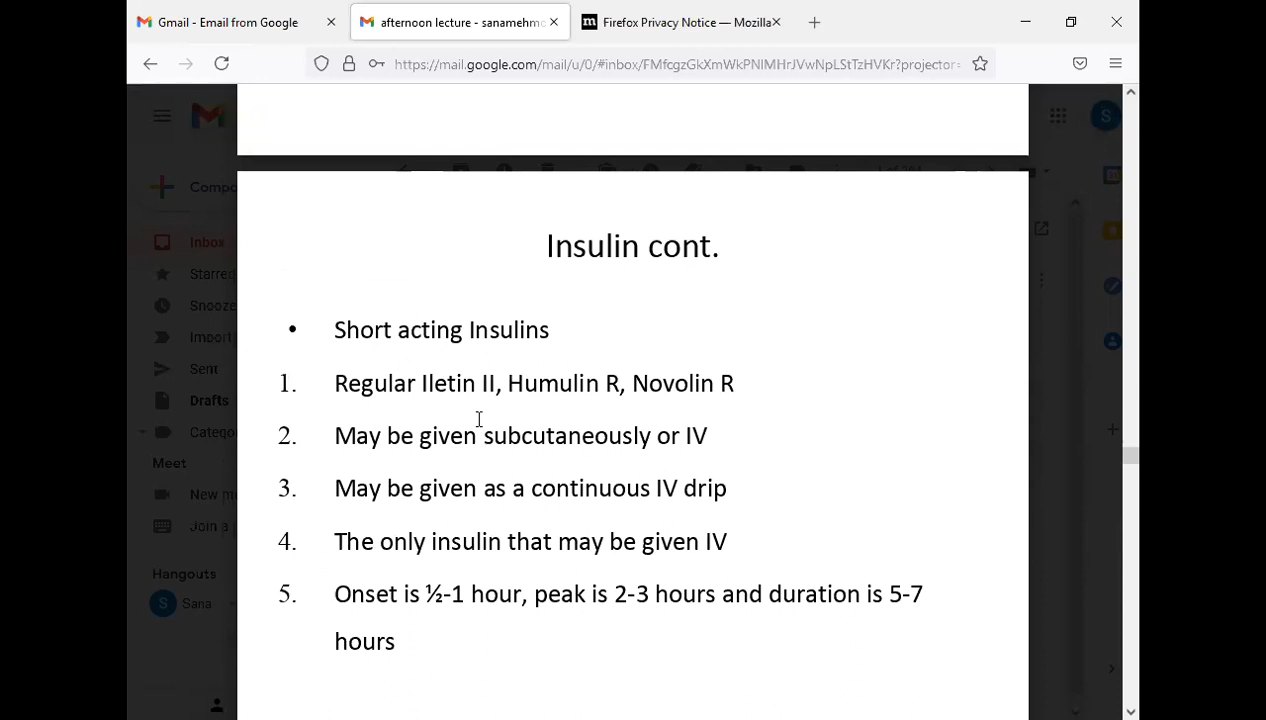 Gmail - Email from Google
afternoon lecture - sanamehmo
Firefox Privacy Notice — Mozilla
https://mail.google.com/mail/u/0/#inbox/FMfcgzGkXmWkPNlMHrJVwNpLStTzHVKr?projector=
S
Compo
Inbox
Starred
Snooze
Import
Sent
Drafts
Catego
Meet
New m
Join a
Hangouts
S Sana
Insulin cont.
• Short acting Insulins
1. Regular Iletin II, Humulin R, Novolin R
2. May be given subcutaneously or IV
3. May be given as a continuous IV drip
4. The only insulin that may be given IV
5. Onset is ½-1 hour, peak is 2-3 hours and duration is 5-7
hours